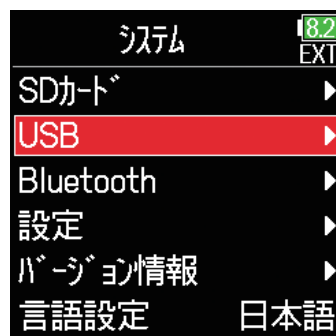 システム
8.2
EXT
SDカード
USB
Bluetooth
設定
バージョン情報
言語設定 日本語